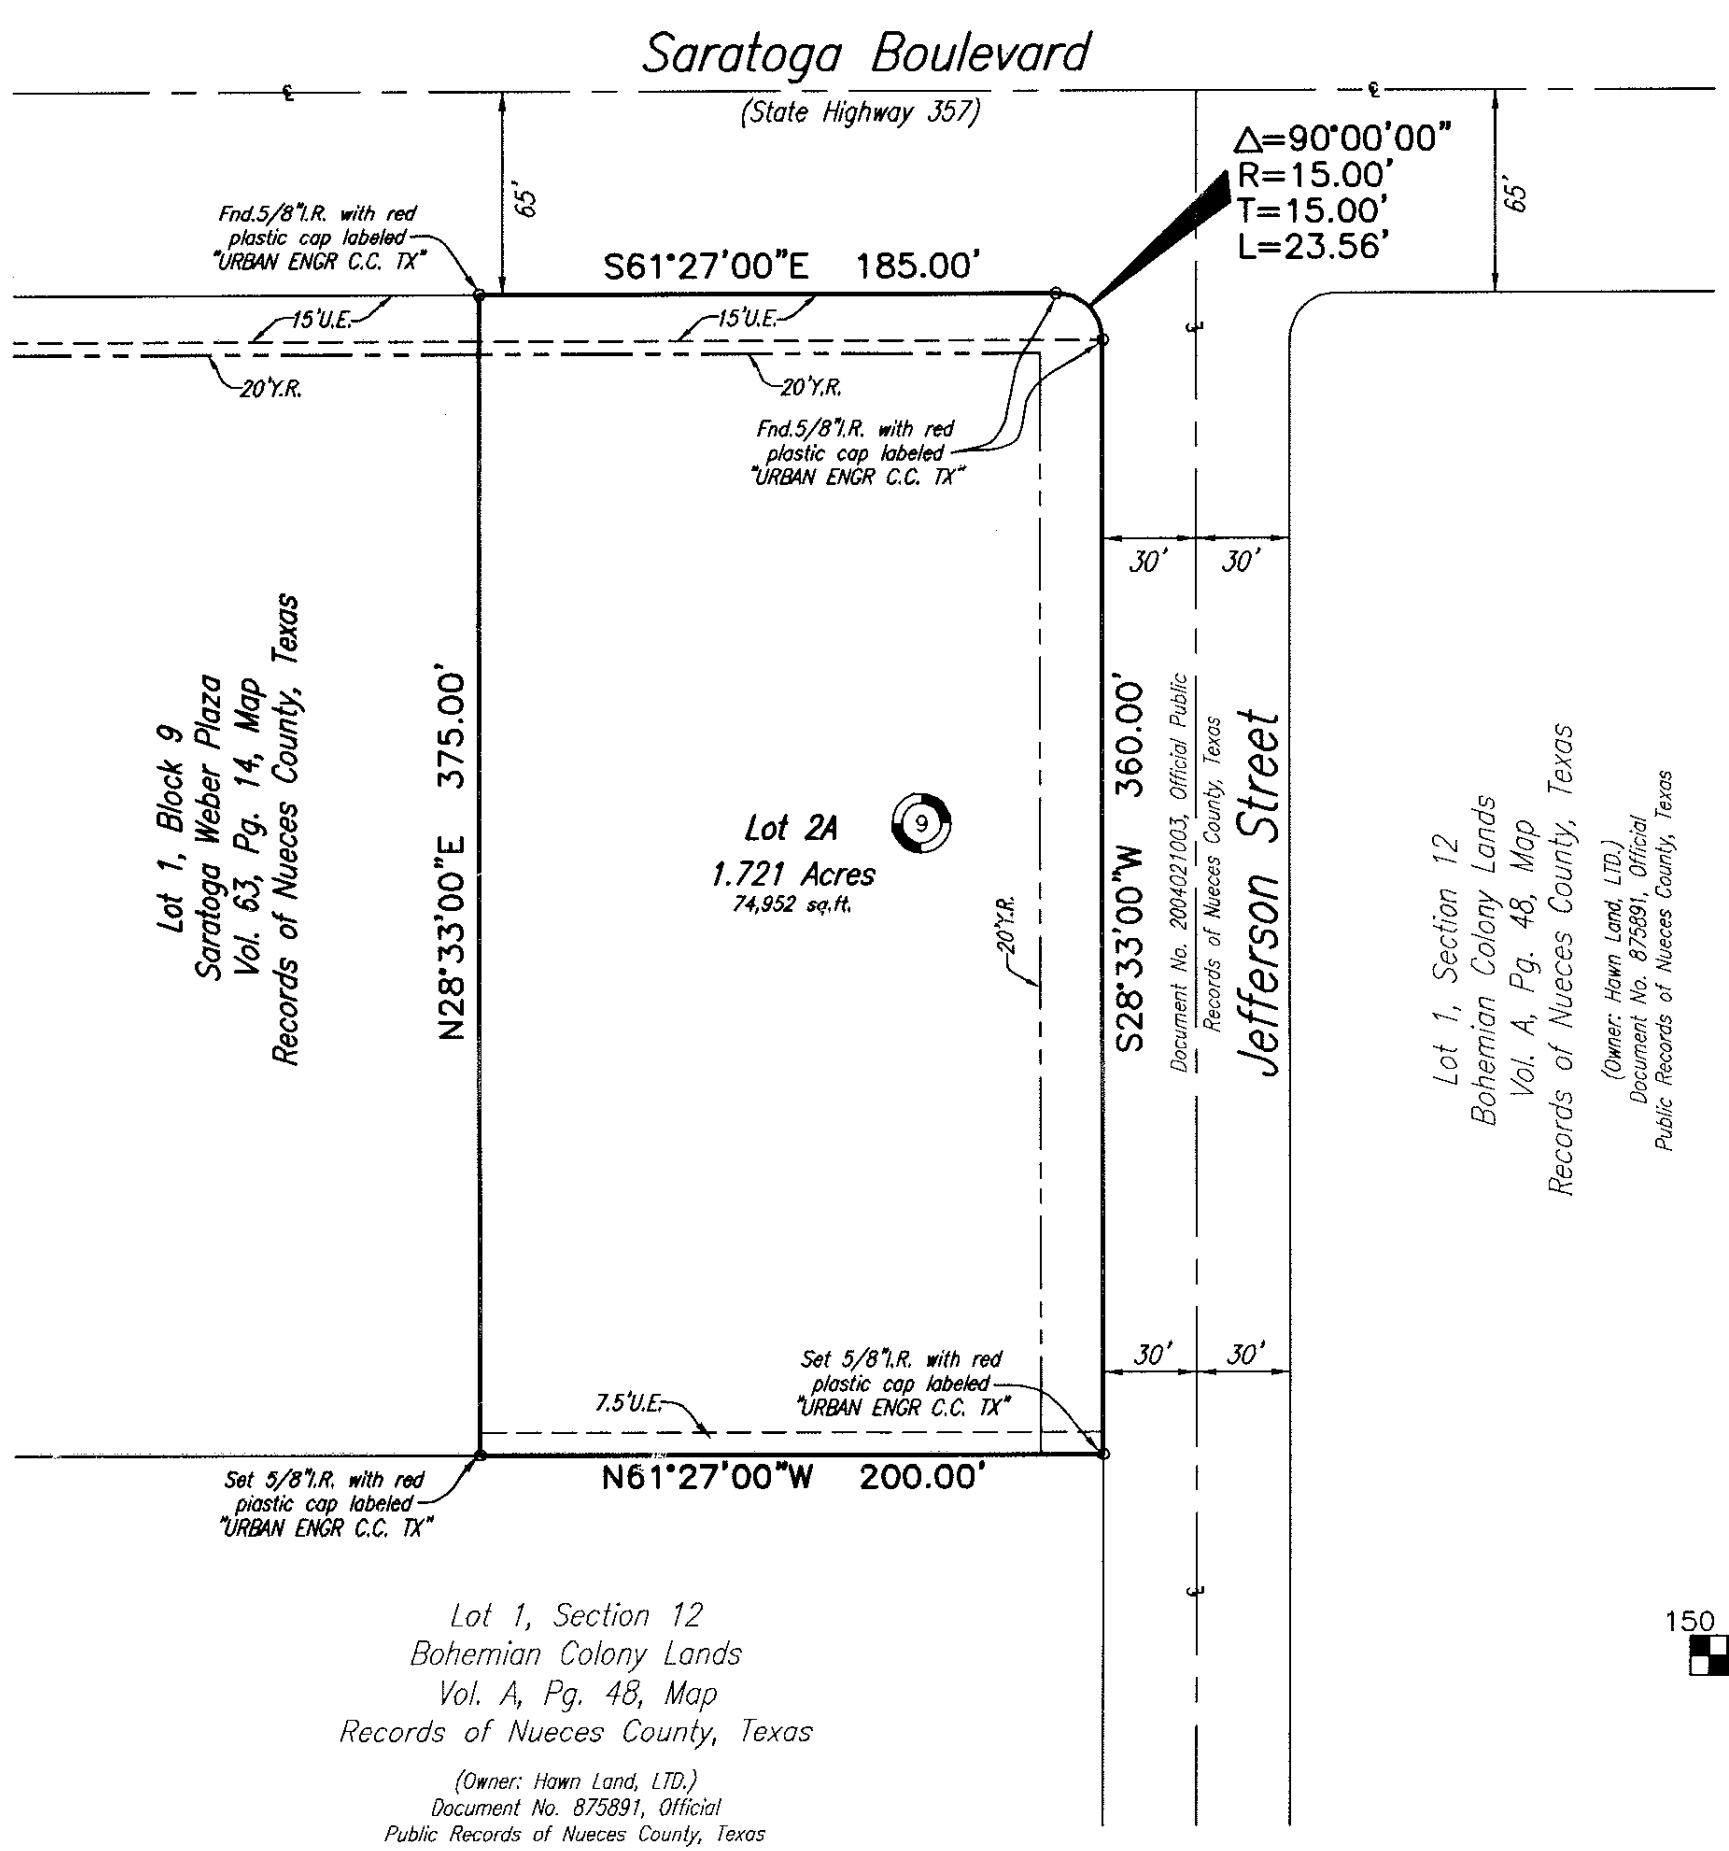 Saratoga Boulevard
(State Highway 357)
℄
℄
65'
65'
Δ=90°00'00"
R=15.00'
T=15.00'
L=23.56'
Fnd.5/8"I.R. with red
plastic cap labeled
"URBAN ENGR C.C. TX"
S61°27'00"E 185.00'
15'U.E.
15'U.E.
℄
20'Y.R.
20'Y.R.
Fnd.5/8"I.R. with red
plastic cap labeled
"URBAN ENGR C.C. TX"
30'
30'
Lot 1, Block 9
Saratoga Weber Plaza
Vol. 63, Pg. 14, Map
Records of Nueces County, Texas
N28°33'00"E 375.00'
Lot 2A
9
1.721 Acres
74,952 sq.ft.
20'Y.R.
S28°33'00"W 360.00'
Document No. 2004021003, Official Public
Records of Nueces County, Texas
Jefferson Street
Lot 1, Section 12
Bohemian Colony Lands
Vol. A, Pg. 48, Map
Records of Nueces County, Texas
(Owner: Hawn Land, LTD.)
Document No. 875891, Official
Public Records of Nueces County, Texas
30'
30'
Set 5/8"I.R. with red
plastic cap labeled
"URBAN ENGR C.C. TX"
7.5'U.E.
N61°27'00"W 200.00'
Set 5/8"I.R. with red
plastic cap labeled
"URBAN ENGR C.C. TX"
℄
Lot 1, Section 12
Bohemian Colony Lands
Vol. A, Pg. 48, Map
Records of Nueces County, Texas
(Owner: Hawn Land, LTD.)
Document No. 875891, Official
Public Records of Nueces County, Texas
150